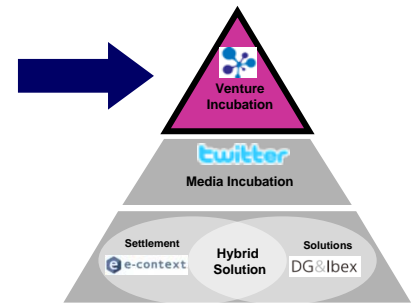 Venture
Incubation
twitter
Media Incubation
Settlement
e e-context
Hybrid
Solution
Solutions
DG&Ibex